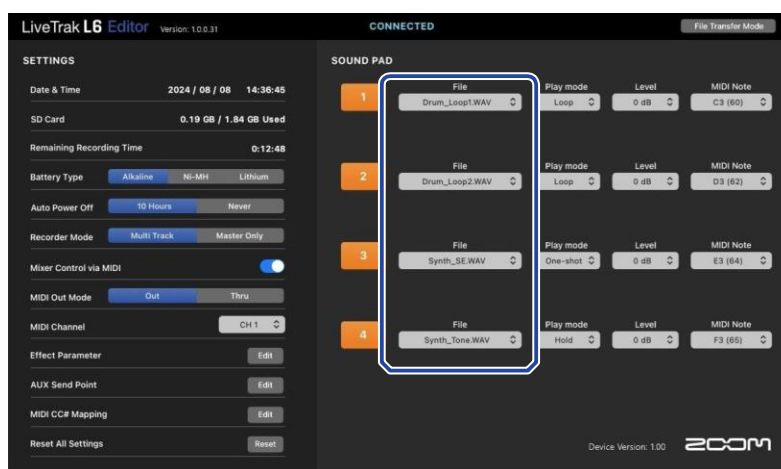 LiveTrak L6 Editor Version: 1.0.0.31
CONNECTED
File Transfer Mode
SETTINGS
Date & Time 2024 / 08 / 08 14:36:45
SD Card 0.19 GB / 1.84 GB Used
Remaining Recording Time 0:12:48
Battery Type Alkaline Ni-MH Lithium
Auto Power Off 10 Hours Never
Recorder Mode Multi Track Master Only
Mixer Control via MIDI
MIDI Out Mode Out Thru
MIDI Channel CH 1
Effect Parameter Edit
AUX Send Point Edit
MIDI CC# Mapping Edit
Reset All Settings Reset
SOUND PAD
File Play mode Level MIDI Note
1 Drum_Loop1.WAV Loop 0 dB C3 (60)
File Play mode Level MIDI Note
2 Drum_Loop2.WAV Loop 0 dB D3 (62)
File Play mode Level MIDI Note
3 Synth_SE.WAV One-shot 0 dB E3 (64)
File Play mode Level MIDI Note
4 Synth_Tone.WAV Hold 0 dB F3 (65)
Device Version: 1.00
ZOOM